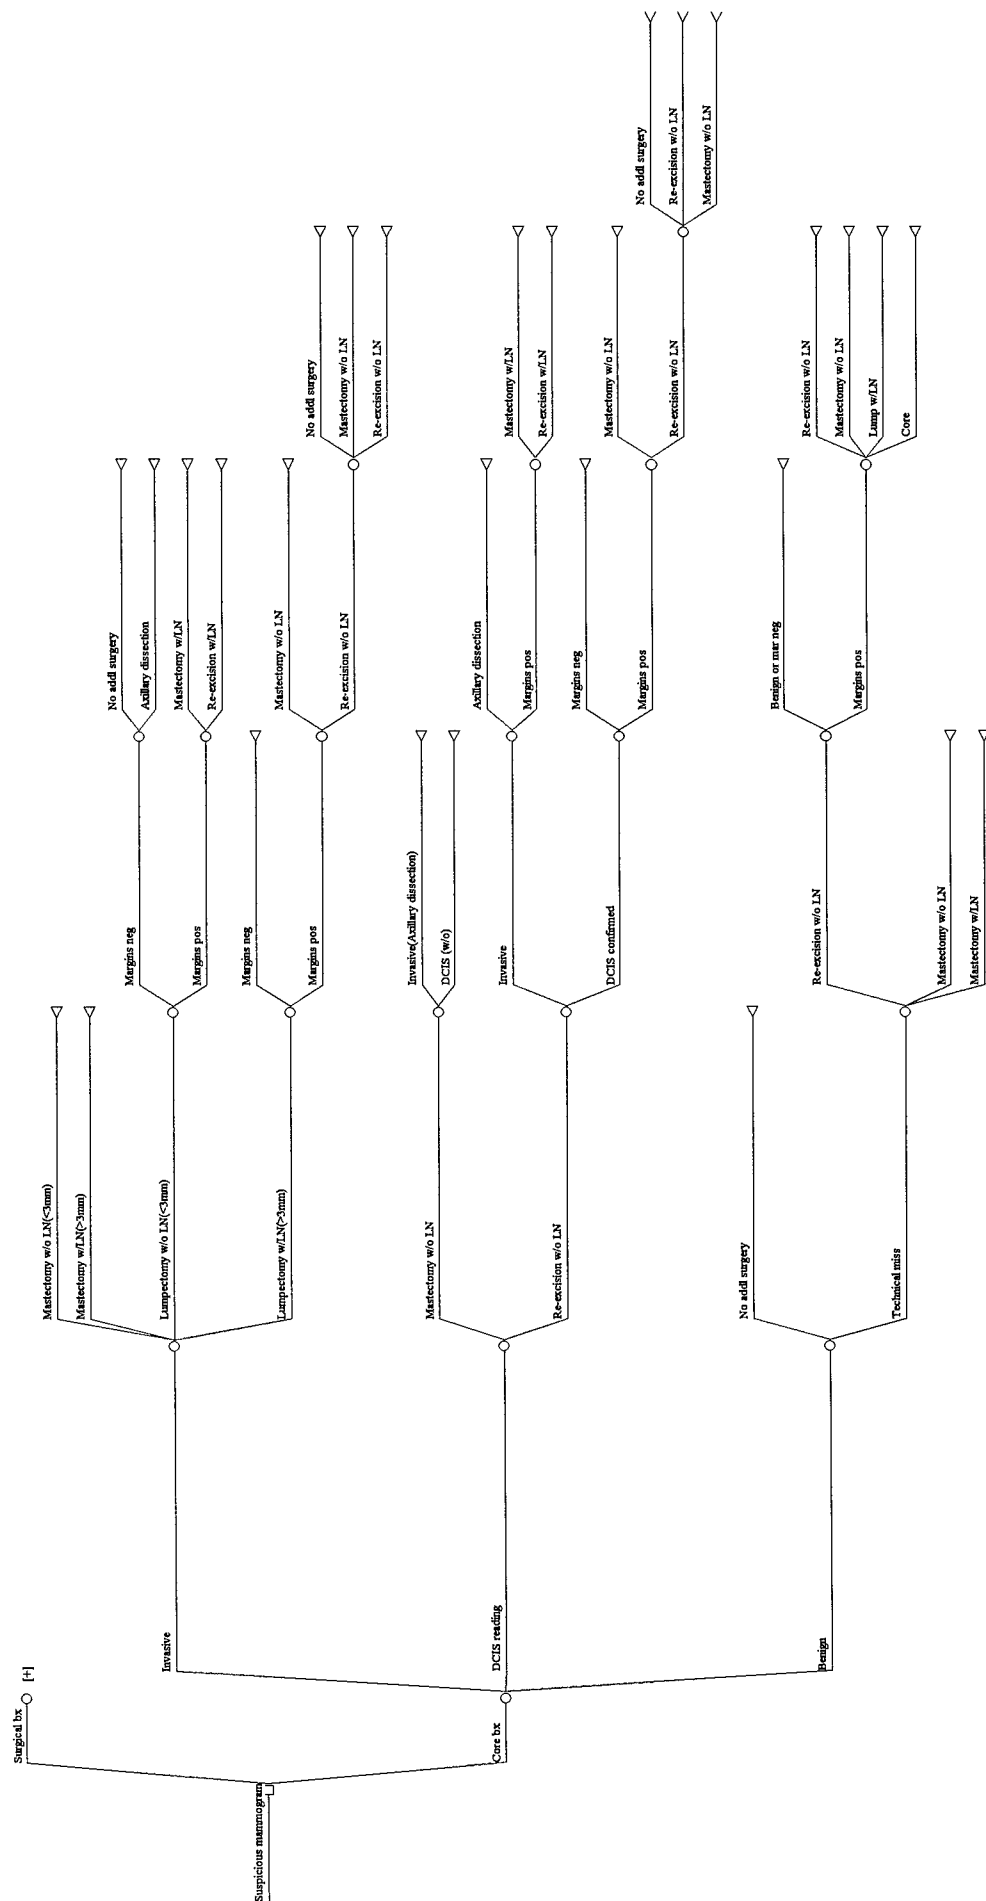 Suspicious mammogram
Surgical bx
[+]
Core bx
Invasive
Mastectomy w/o LN(<3mm)
Mastectomy w/LN(>3mm)
Lumpectomy w/o LN(<3mm)
Margins neg
No addl surgery
Axillary dissection
Margins pos
Mastectomy w/LN
Re-excision w/LN
Lumpectomy w/LN(>3mm)
Margins neg
Margins pos
Mastectomy w/o LN
Re-excision w/o LN
No addl surgery
Mastectomy w/o LN
Re-excision w/o LN
DCIS reading
Mastectomy w/o LN
Invasive(Axillary dissection)
DCIS (w/o)
Re-excision w/o LN
Invasive
Axillary dissection
Margins pos
Mastectomy w/LN
Re-excision w/LN
DCIS confirmed
Margins neg
Margins pos
Mastectomy w/o LN
Re-excision w/o LN
No addl surgery
Re-excision w/o LN
Mastectomy w/o LN
Benign
No addl surgery
Technical miss
Re-excision w/o LN
Benign or mar neg
Margins pos
Re-excision w/o LN
Mastectomy w/o LN
Lump w/LN
Core
Mastectomy w/o LN
Mastectomy w/LN